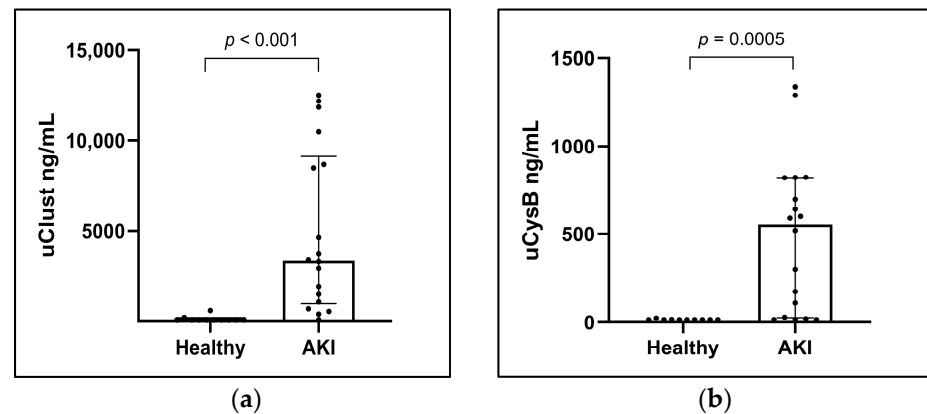 p < 0.001
15,000
10,000
5000
uClust ng/mL
Healthy
AKI
(a)
p = 0.0005
1500
1000
500
0
uCysB ng/mL
Healthy
AKI
(b)